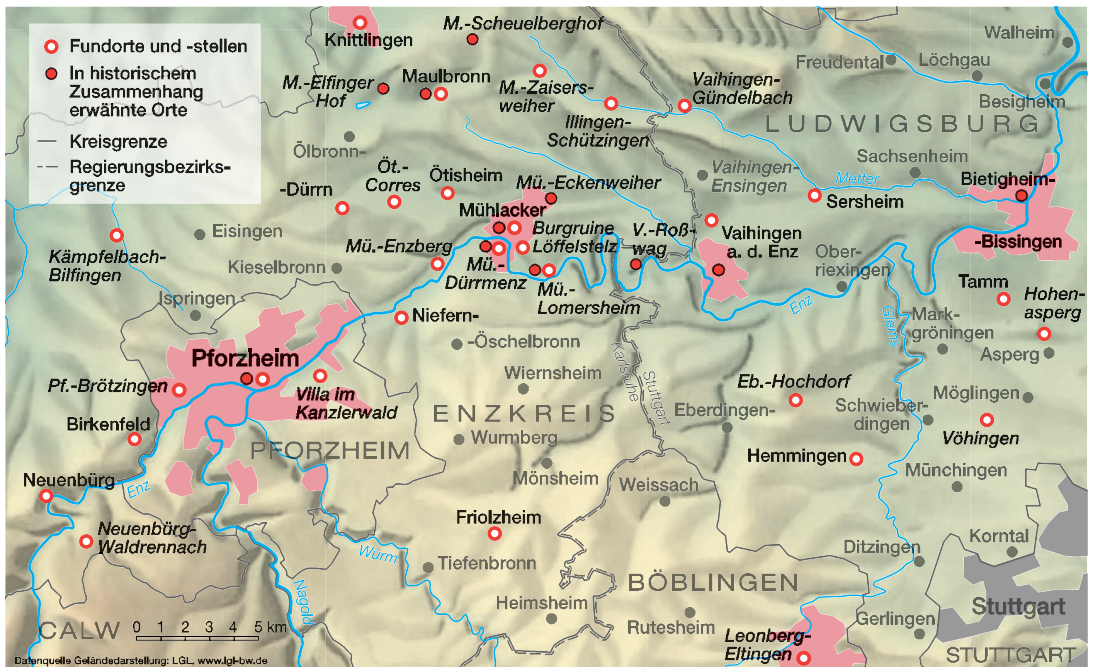 Fundorte und -stellen
In historischem
Zusammenhang
erwähnte Orte
Kreisgrenze
Regierungsbezirks-
grenze
Knittlingen
M.-Scheuelberghof
M.-Elfinger
Hof
Maulbronn
M.-Zaisers-
weiher
Illingen-
Schützingen
Vaihingen-
Gündelbach
Freudental
Löchgau
Walheim
Besigheim
LUDWIGSBURG
Ölbronn-
-Dürrn
Öt.-
Corres
Ötisheim
Mü.-Eckenweiher
Vaihingen-
Ensingen
Sachsenheim
Metter
Sersheim
Bietigheim-
-Bissingen
Mühlacker
Burgruine
Löffelstelz
V.-Roß-
wag
Vaihingen
a. d. Enz
Ober-
riexingen
Kämpfelbach-
Bilfingen
Eisingen
Kieselbronn
Mü.-Enzberg
Mü.-
Dürrmenz
Mü.-
Lomersheim
Enz
Glems
Tamm
Hohen-
asperg
Mark-
gröningen
Asperg
Ispringen
Niefern-
-Öschelbronn
Pforzheim
Pf.-Brötzingen
Villa im
Kanzlerwald
Wiernsheim
Karlsruhe
Stuttgart
Eb.-Hochdorf
Eberdingen-
Schwieber-
dingen
Möglingen
Vöhingen
Birkenfeld
ENZKREIS
PFORZHEIM
Wurmberg
Mönsheim
Hemmingen
Münchingen
Neuenbürg
Enz
Weissach
Neuenbürg-
Waldrennach
Friolzheim
Würm
Tiefenbronn
Nagold
Ditzingen
Korntal
BÖBLINGEN
Heimsheim
Rutesheim
Gerlingen
Stuttgart
Leonberg-
Eltingen
STUTTGART
CALW
0 1 2 3 4 5 km
Datenquelle Geländedarstellung: LGL, www.lgl-bw.de